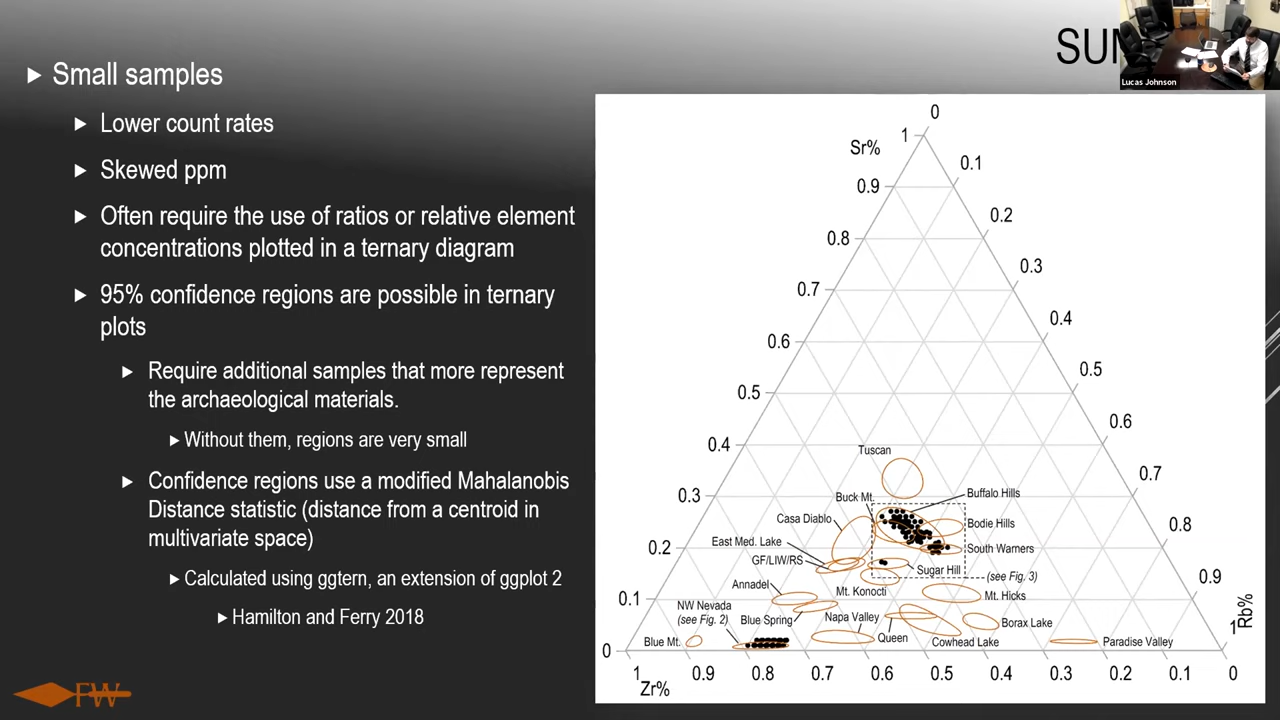 SUM
Lucas Johnson
Small samples
Lower count rates
Skewed ppm
Often require the use of ratios or relative element
concentrations plotted in a ternary diagram
95% confidence regions are possible in ternary
plots
Require additional samples that more represent
the archaeological materials.
Without them, regions are very small
Confidence regions use a modified Mahalanobis
Distance statistic (distance from a centroid in
multivariate space)
Calculated using ggtern, an extension of ggplot 2
Hamilton and Ferry 2018
FW
0
Sr%
1
0.1
0.9
0.2
0.8
0.3
0.7
0.4
0.6
0.5
0.5
0.6
0.4
0.7
0.3
0.8
0.2
0.9
0.1
1
Rb%
0
Tuscan
Buck Mt.
Buffalo Hills
Casa Diablo
Bodie Hills
East Med. Lake
South Warners
GF/LIW/RS
Sugar Hill
(see Fig. 3)
Annadel
Mt. Konocti
Mt. Hicks
NW Nevada
(see Fig. 2)
Blue Spring
Napa Valley
Borax Lake
Blue Mt.
Queen
Cowhead Lake
Paradise Valley
1
0.9
0.8
0.7
0.6
0.5
0.4
0.3
0.2
0.1
0
Zr%